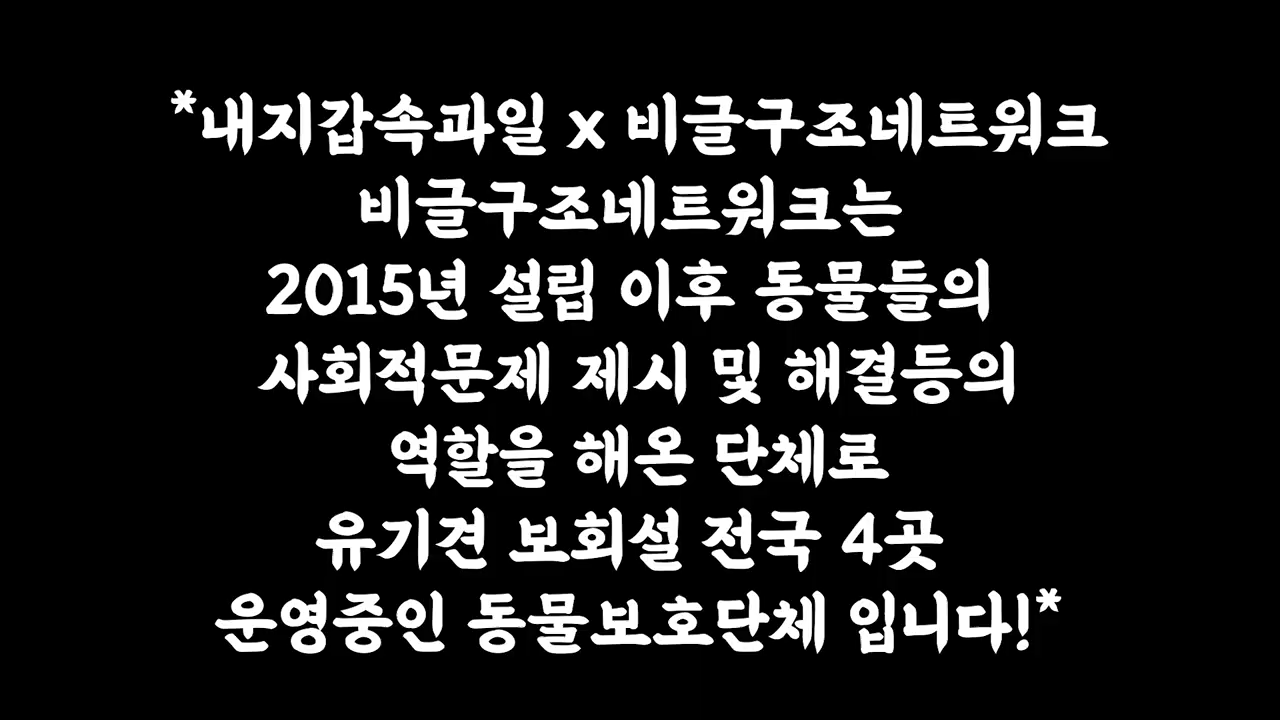 *내지갑속과일 x 비글구조네트워크
비글구조네트워크는
2015년 설립 이후 동물들의
사회적문제 제시 및 해결등의
역할을 해온 단체로
유기견 보회설 전국 4곳
운영중인 동물보호단체 입니다!*